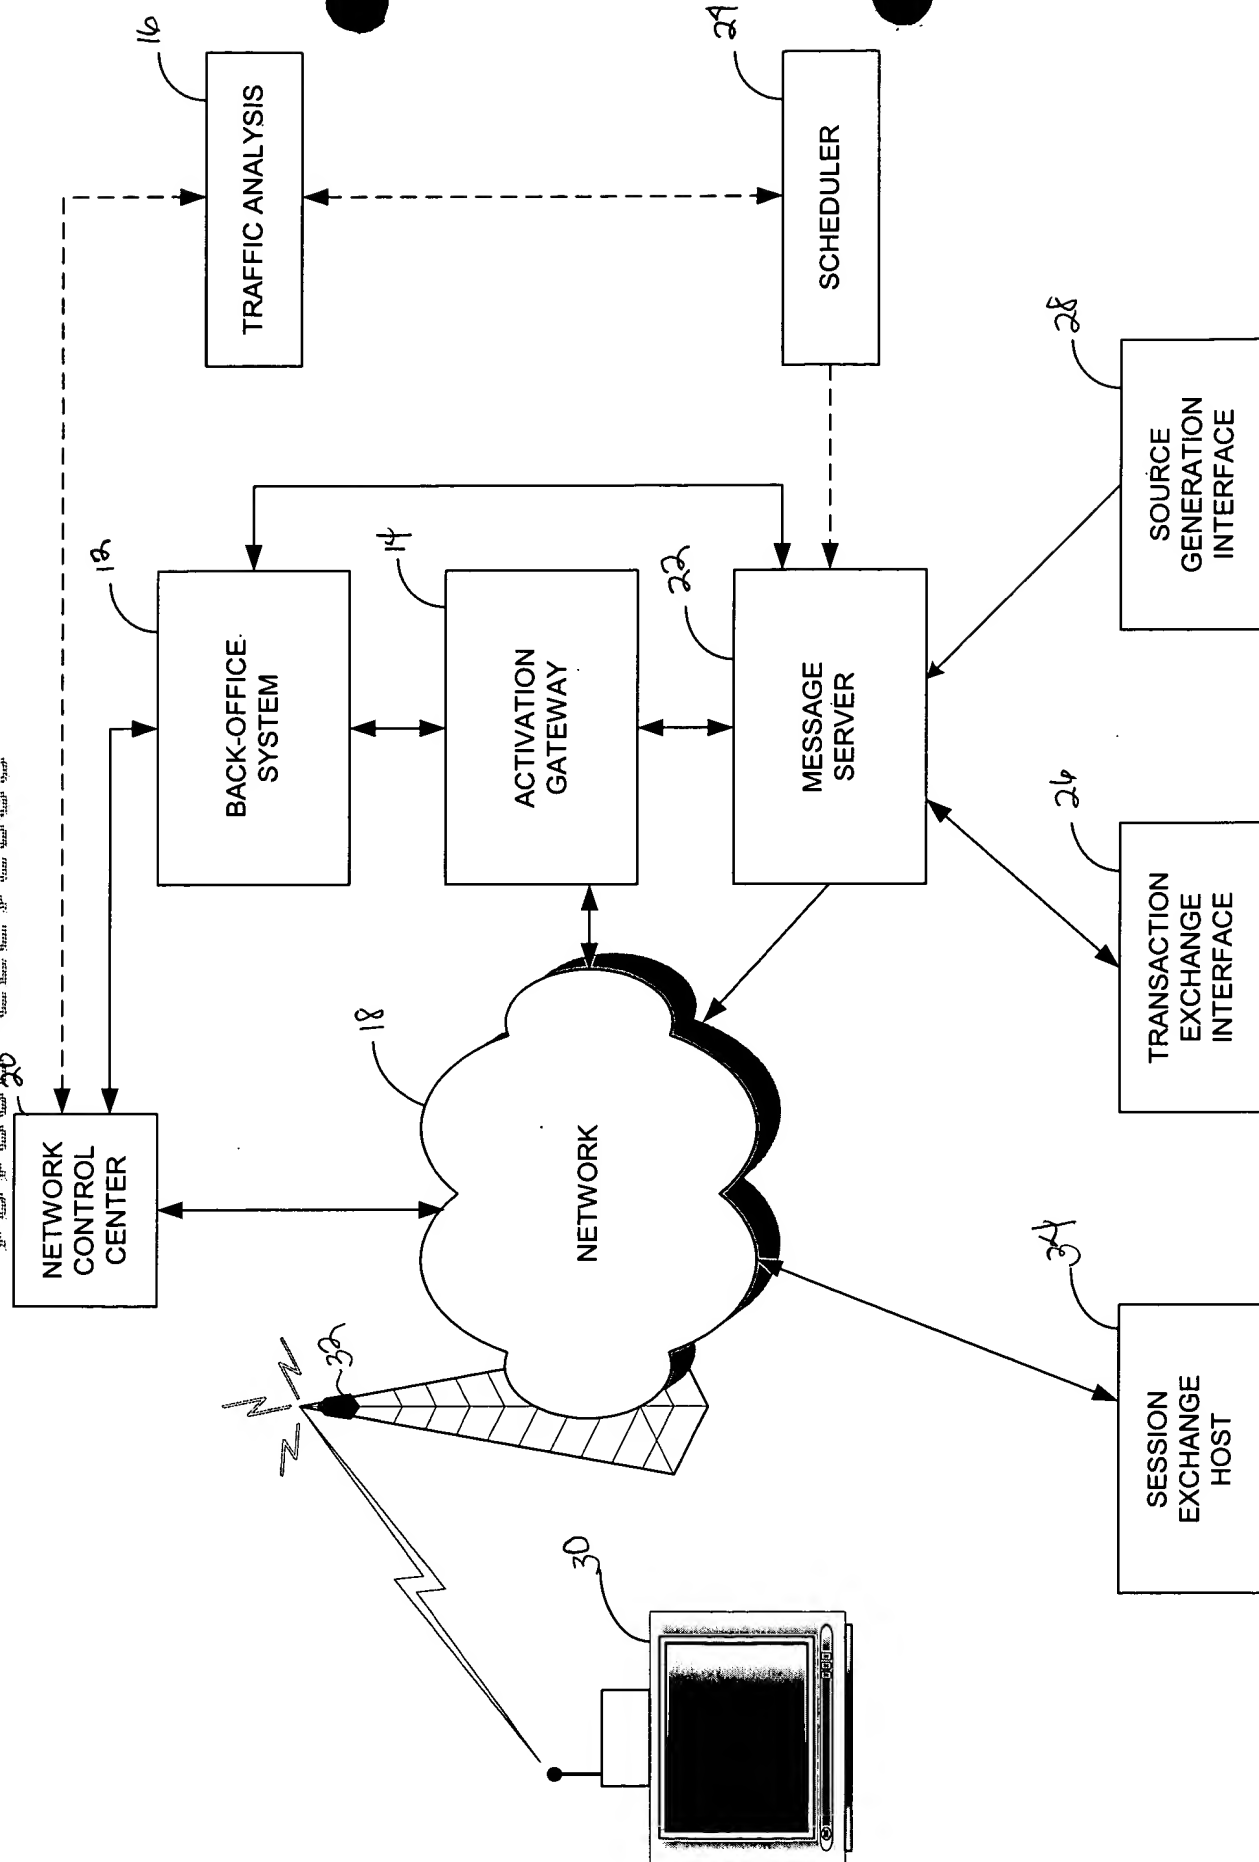 20
NETWORK
CONTROL
CENTER
16
TRAFFIC ANALYSIS
12
BACK-OFFICE
SYSTEM
32
18
NETWORK
14
ACTIVATION
GATEWAY
30
22
MESSAGE
SERVER
24
SCHEDULER
34
SESSION
EXCHANGE
HOST
26
TRANSACTION
EXCHANGE
INTERFACE
28
SOURCE
GENERATION
INTERFACE